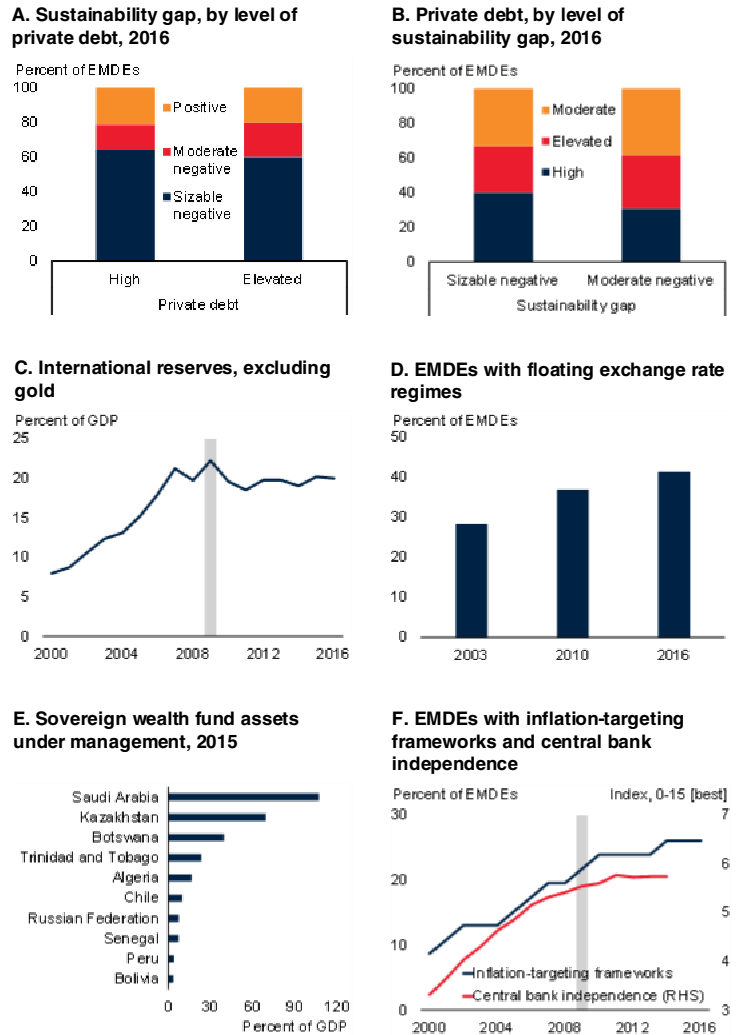 A. Sustainability gap, by level of
private debt, 2016
Percent of EMDEs
100
80
60
40
20
0
Positive
Moderate
negative
Sizable
negative
High
Elevated
Private debt
B. Private debt, by level of
sustainability gap, 2016
Percent of EMDEs
100
80
60
40
20
0
Moderate
Elevated
High
Sizable negative
Moderate negative
Sustainability gap
C. International reserves, excluding
gold
Percent of GDP
25
20
15
10
5
0
2000
2004
2008
2012
2016
D. EMDEs with floating exchange rate
regimes
Percent of EMDEs
50
40
30
20
10
0
2003
2010
2016
E. Sovereign wealth fund assets
under management, 2015
Saudi Arabia
Kazakhstan
Botswana
Trinidad and Tobago
Algeria
Chile
Russian Federation
Senegal
Peru
Bolivia
0
30
60
90
120
Percent of GDP
F. EMDEs with inflation-targeting
frameworks and central bank
independence
Percent of EMDEs
Index, 0-15 [best]
30
20
10
0
7
6
5
4
3
Inflation-targeting frameworks
Central bank independence (RHS)
2000
2004
2008
2012
2016